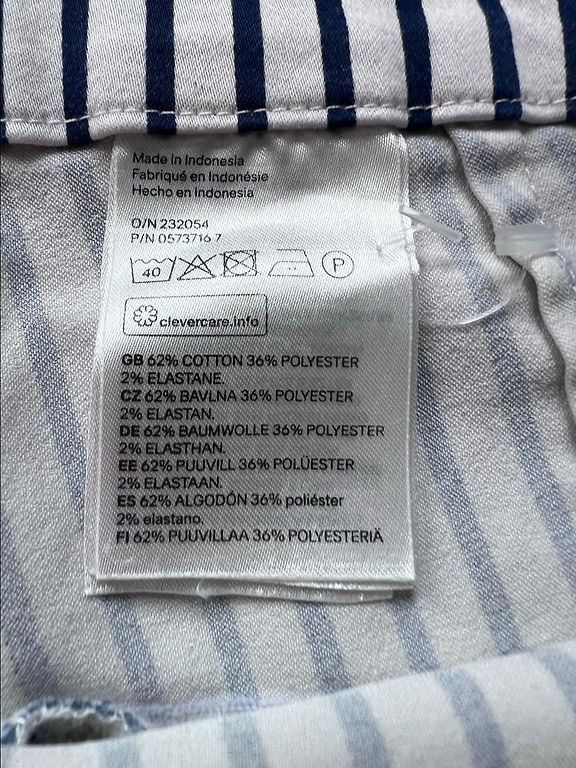 Made in Indonesia
Fabriqué en Indonésie
Hecho en Indonesia
O/N 232054
P/N 0573716 7
40 P
clevercare.info
GB 62% COTTON 36% POLYESTER
2% ELASTANE.
CZ 62% BAVLNA 36% POLYESTER
2% ELASTAN.
DE 62% BAUMWOLLE 36% POLYESTER
2% ELASTHAN.
EE 62% PUUVILL 36% POLÜESTER
2% ELASTAAN.
ES 62% ALGODÓN 36% poliéster
2% elastano.
FI 62% PUUVILLAA 36% POLYESTERIÄ